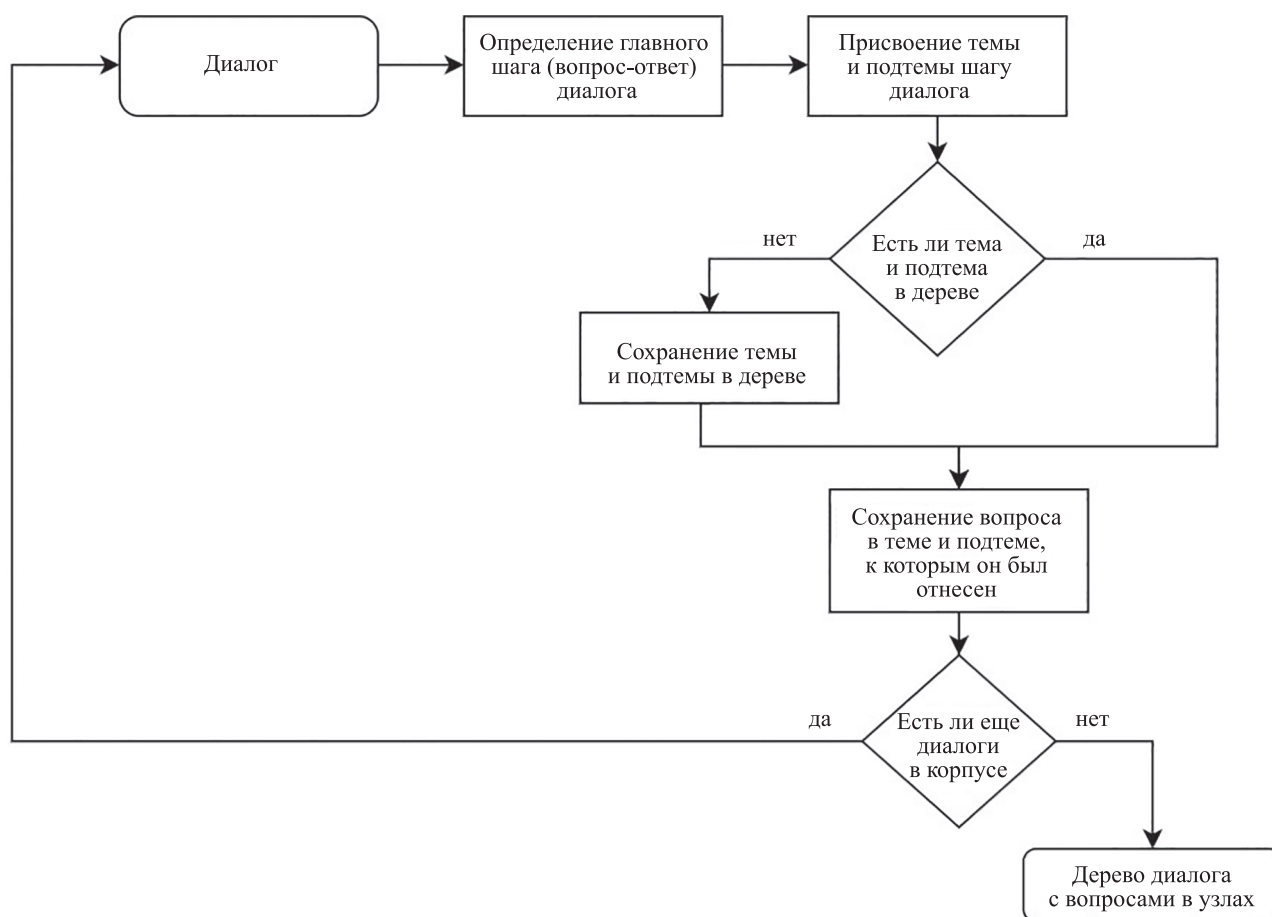 Диалог
Определение главного
шага (вопрос-ответ)
диалога
Присвоение темы
и подтемы шагу
диалога
Есть ли тема
и подтема
в дереве
нет
да
Сохранение темы
и подтемы в дереве
Сохранение вопроса
в теме и подтеме,
к которым он был
отнесен
Есть ли еще
диалоги
в корпусе
да
нет
Дерево диалога
с вопросами в узлах